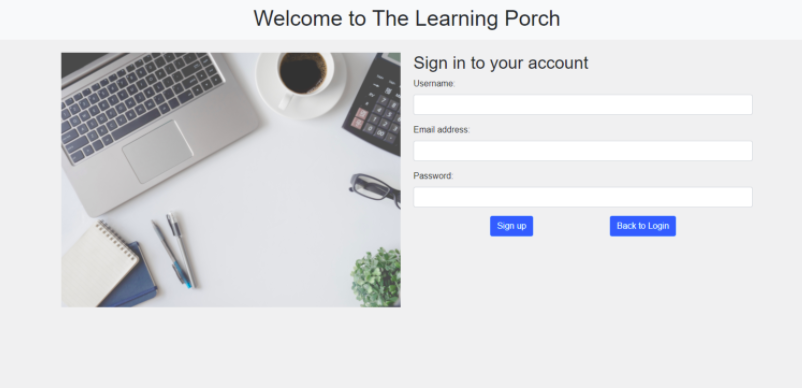 Welcome to The Learning Porch
Sign in to your account
Username:
Email address:
Password:
Sign up
Back to Login